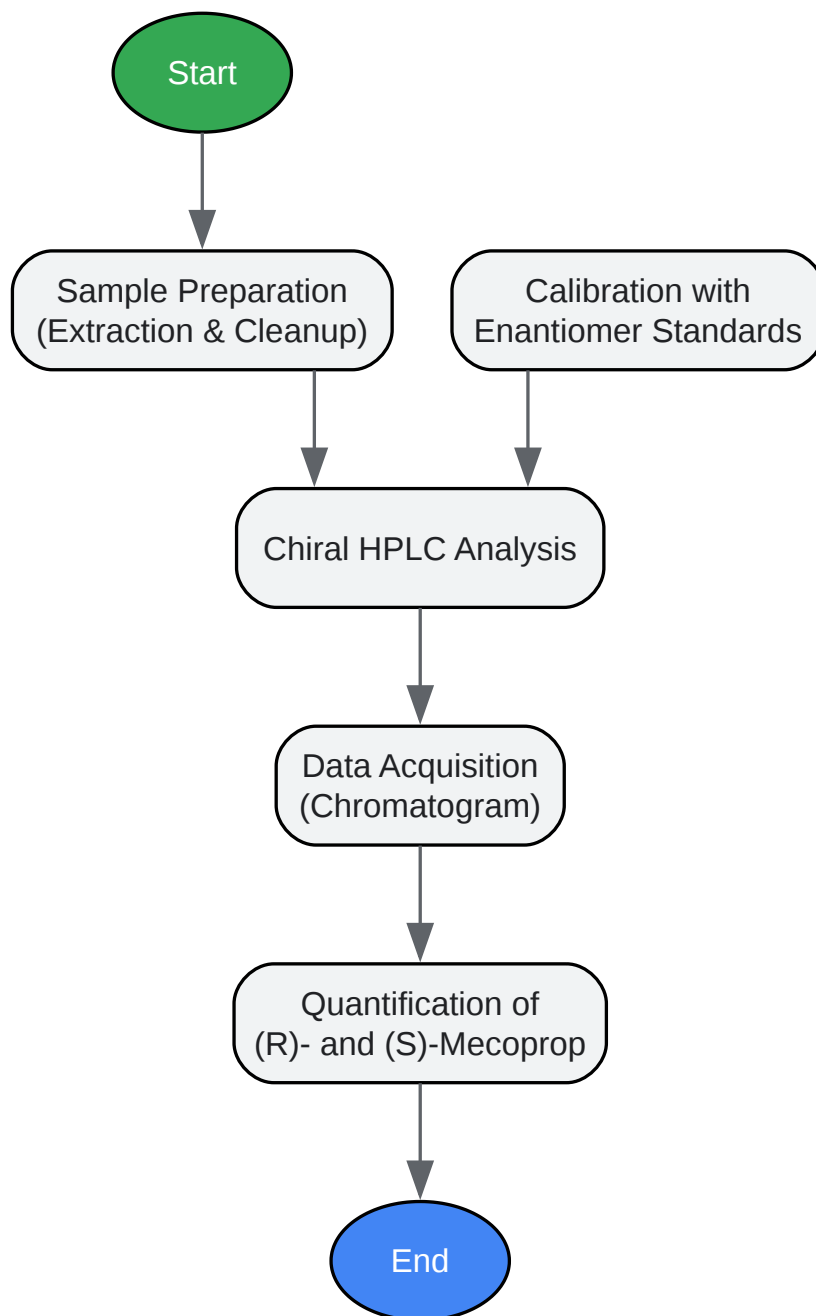 Start
Sample Preparation
(Extraction & Cleanup)
Calibration with
Enantiomer Standards
Chiral HPLC Analysis
Data Acquisition
(Chromatogram)
Quantification of
(R)- and (S)-Mecoprop
End